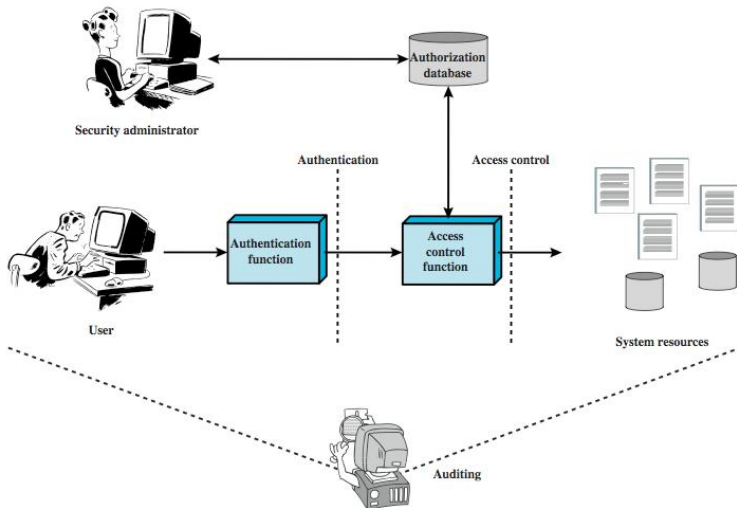 Authorization
database
Security administrator
Authentication
Access control
Authentication
function
Access
control
function
User
System resources
Auditing